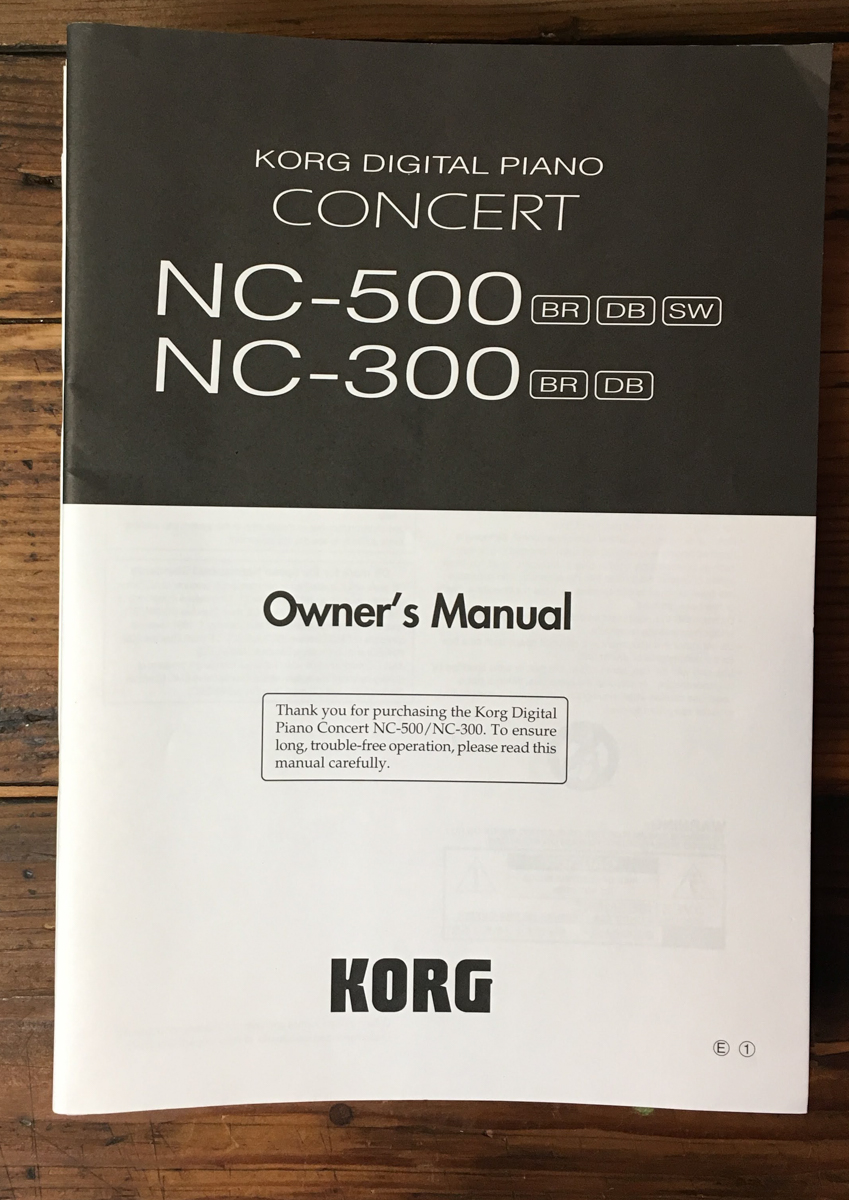 KORG DIGITAL PIANO
CONCERT
NC-500 BR DB SW
NC-300 BR DB
Owner's Manual
Thank you for purchasing the Korg Digital
Piano Concert NC-500/NC-300. To ensure
long, trouble-free operation, please read this
manual carefully.
KORG
Ⓔ ①